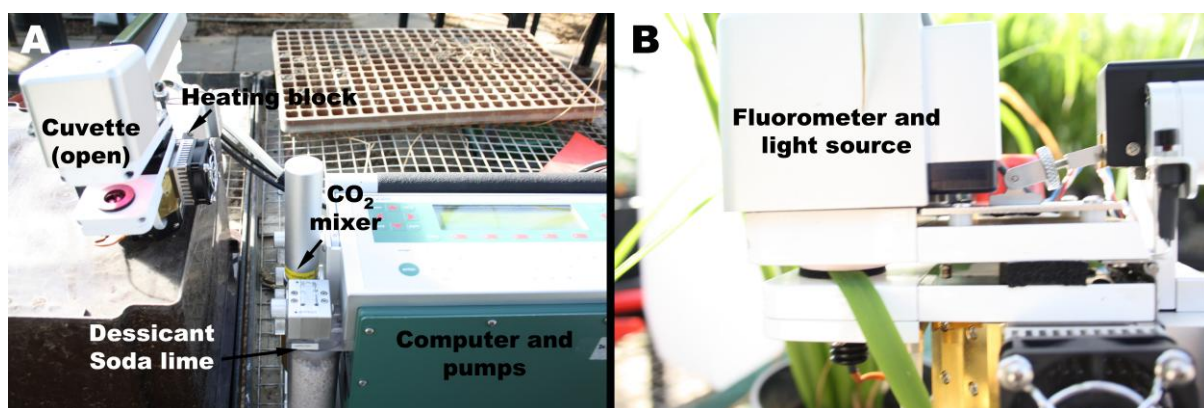 A
Heating block
Cuvette
(open)
CO₂
mixer
Dessicant
Soda lime
Computer and
pumps
B
Fluorometer and
light source